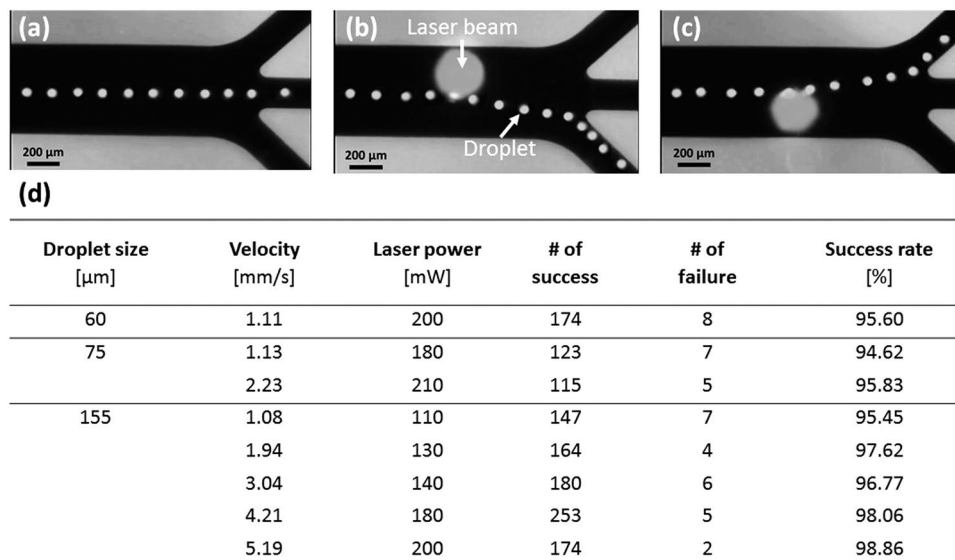 (a)
(b)
Laser beam
(c)
Droplet
200 µm
200 µm
200 µm
(d)
Droplet size Velocity Laser power # of # of Success rate
[µm] [mm/s] [mW] success failure [%]
60 1.11 200 174 8 95.60
75 1.13 180 123 7 94.62
2.23 210 115 5 95.83
155 1.08 110 147 7 95.45
1.94 130 164 4 97.62
3.04 140 180 6 96.77
4.21 180 253 5 98.06
5.19 200 174 2 98.86